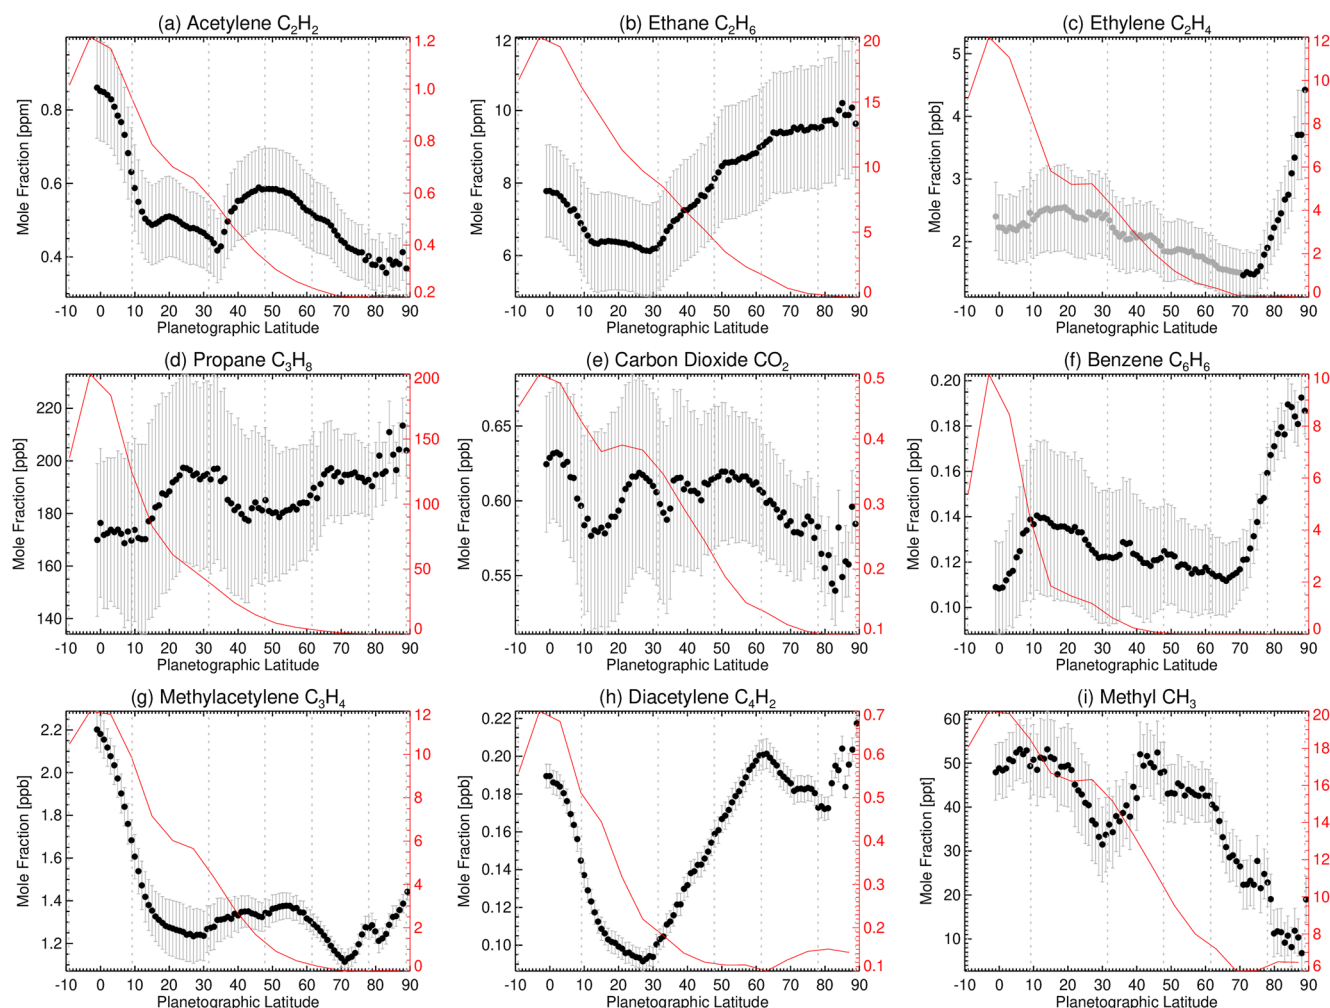 (a) Acetylene C₂H₂
Mole Fraction [ppm]
0.8
0.6
0.4
1.2
1.0
0.8
0.6
0.4
0.2
-10 0 10 20 30 40 50 60 70 80 90
Planetographic Latitude
(b) Ethane C₂H₆
Mole Fraction [ppm]
12
10
8
6
20
15
10
5
0
-10 0 10 20 30 40 50 60 70 80 90
Planetographic Latitude
(c) Ethylene C₂H₄
Mole Fraction [ppb]
5
4
3
2
12
10
8
6
4
2
0
-10 0 10 20 30 40 50 60 70 80 90
Planetographic Latitude
(d) Propane C₃H₈
Mole Fraction [ppb]
220
200
180
160
140
200
150
100
50
0
-10 0 10 20 30 40 50 60 70 80 90
Planetographic Latitude
(e) Carbon Dioxide CO₂
Mole Fraction [ppb]
0.65
0.60
0.55
0.5
0.4
0.3
0.2
0.1
-10 0 10 20 30 40 50 60 70 80 90
Planetographic Latitude
(f) Benzene C₆H₆
Mole Fraction [ppb]
0.20
0.18
0.16
0.14
0.12
0.10
10
8
6
4
2
0
-10 0 10 20 30 40 50 60 70 80 90
Planetographic Latitude
(g) Methylacetylene C₃H₄
Mole Fraction [ppb]
2.2
2.0
1.8
1.6
1.4
1.2
12
10
8
6
4
2
0
-10 0 10 20 30 40 50 60 70 80 90
Planetographic Latitude
(h) Diacetylene C₄H₂
Mole Fraction [ppb]
0.22
0.20
0.18
0.16
0.14
0.12
0.10
0.7
0.6
0.5
0.4
0.3
0.2
0.1
-10 0 10 20 30 40 50 60 70 80 90
Planetographic Latitude
(i) Methyl CH₃
Mole Fraction [ppt]
60
50
40
30
20
10
20
18
16
14
12
10
8
6
-10 0 10 20 30 40 50 60 70 80 90
Planetographic Latitude